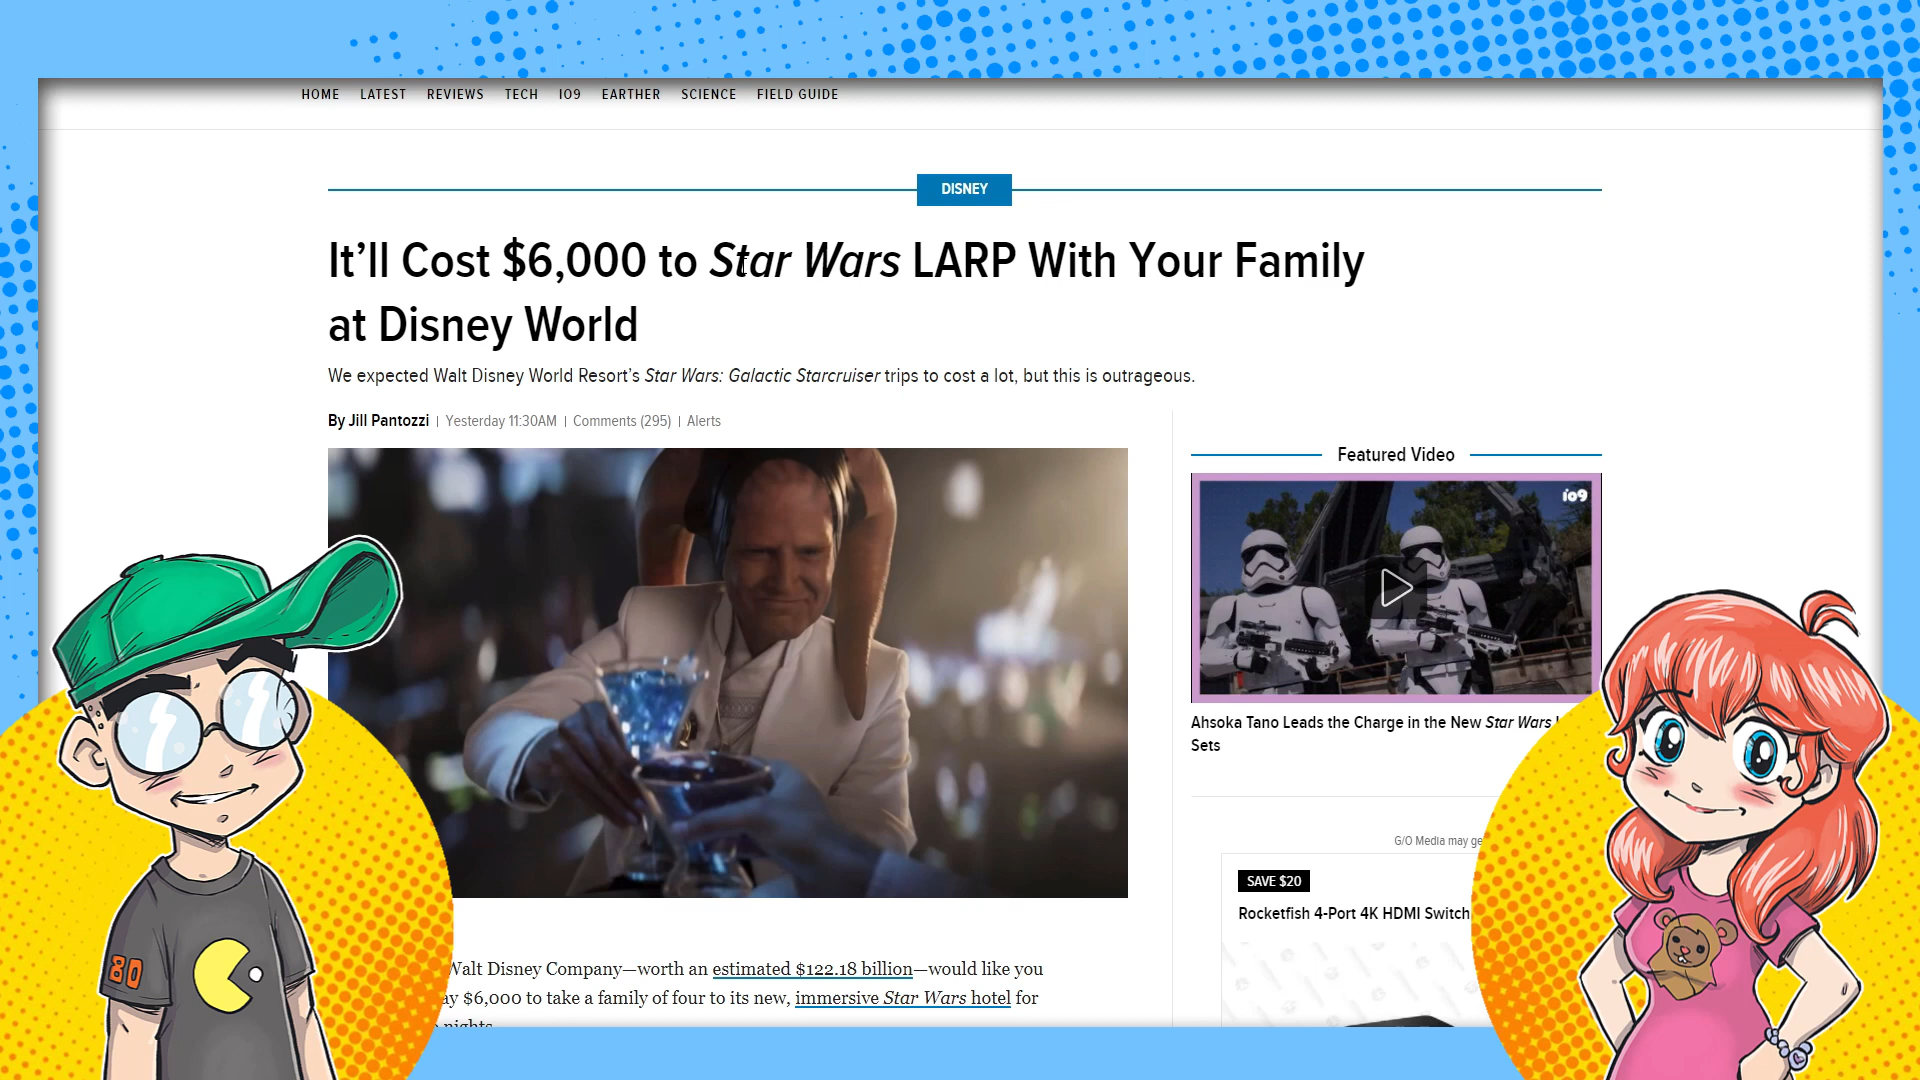 HOME LATEST REVIEWS TECH IO9 EARTHER SCIENCE FIELD GUIDE
DISNEY
It’ll Cost $6,000 to Star Wars LARP With Your Family
at Disney World
We expected Walt Disney World Resort’s Star Wars: Galactic Starcruiser trips to cost a lot, but this is outrageous.
By Jill Pantozzi | Yesterday 11:30AM | Comments (295) | Alerts
Featured Video
io9
Ahsoka Tano Leads the Charge in the New Star Wars
Sets
G/O Media may
SAVE $20
Rocketfish 4-Port 4K HDMI Switch
80
Walt Disney Company—worth an estimated $122.18 billion—would like you
$6,000 to take a family of four to its new, immersive Star Wars hotel for
nights